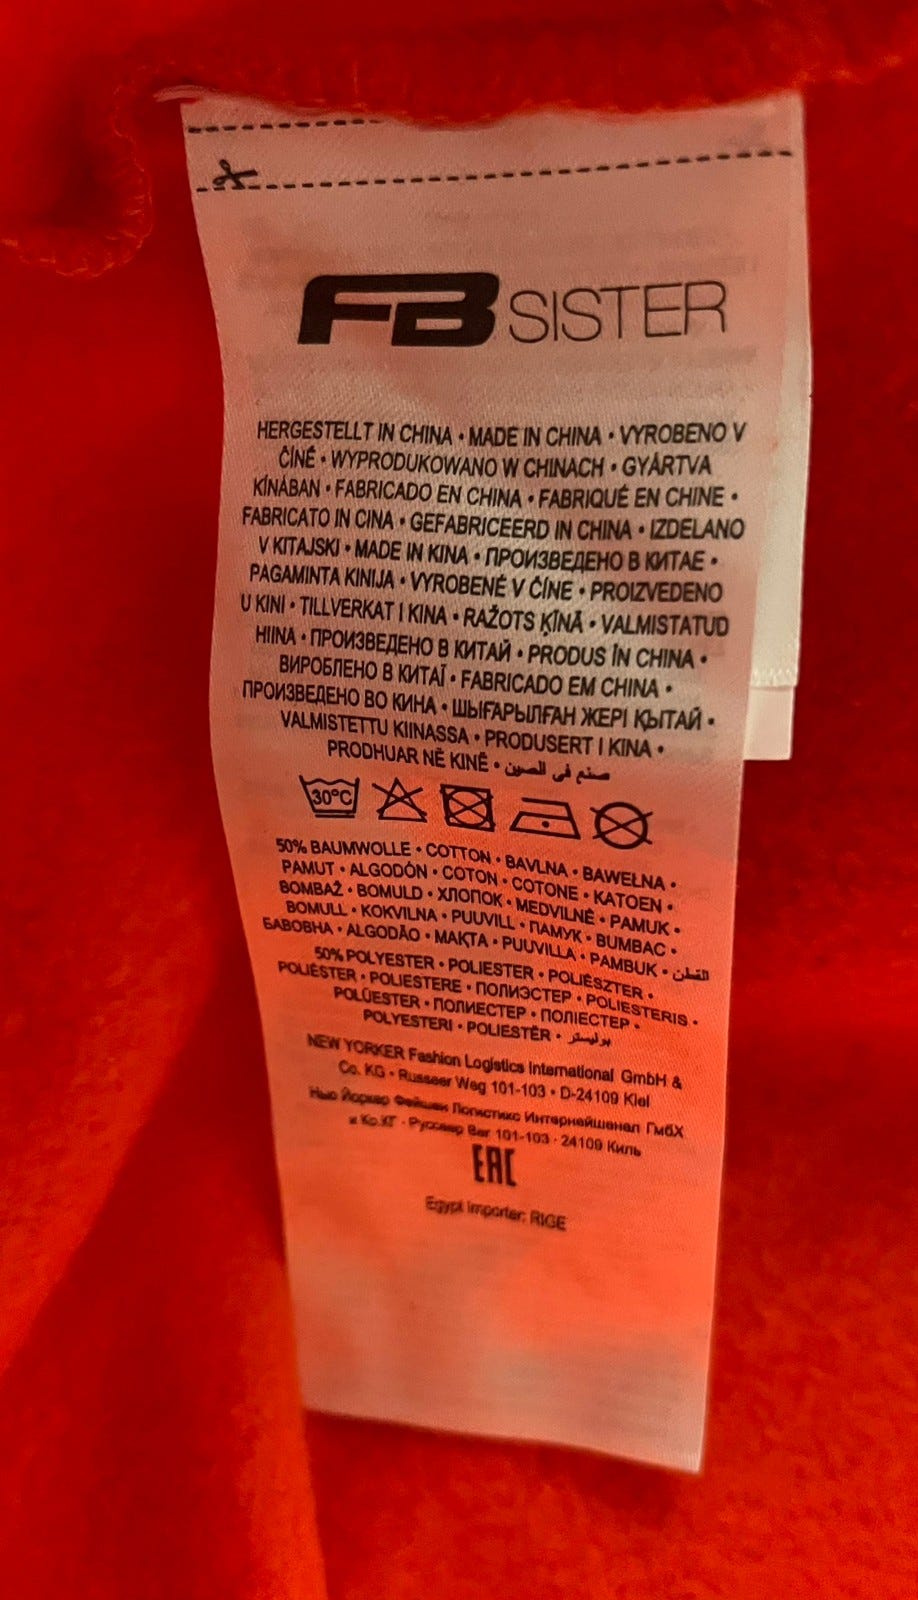 FB SISTER
HERGESTELLT IN CHINA • MADE IN CHINA • VYROBENO V
ČÍNĚ • WYPRODUKOWANO W CHINACH • GYÁRTVA
KÍNÁBAN • FABRICADO EN CHINA • FABRIQUÉ EN CHINE •
FABRICATO IN CINA • GEFABRICEERD IN CHINA • IZDELANO
V KITAJSKI • MADE IN KINA • ПРОИЗВЕДЕНО В КИТАЕ •
PAGAMINTA KINIJA • VYROBENÉ V ČÍNE • PROIZVEDENO
U KINI • TILLVERKAT I KINA • RAŽOTS ĶĪNĀ • VALMISTATUD
HIINA • ПРОИЗВЕДЕНО В КИТАЙ • PRODUS ÎN CHINA •
ВИРОБЛЕНО В КИТАЇ • FABRICADO EM CHINA •
ПРОИЗВЕДЕНО ВО КИНА • ШЫҒАРЫЛҒАН ЖЕРІ ҚЫТАЙ •
VALMISTETTU KIINASSA • PRODUSERT I KINA •
PRODHUAR NË KINË • صنع في الصين
30°C
50% BAUMWOLLE • COTTON • BAVLNA • BAWEŁNA •
PAMUT • ALGODÓN • COTON • COTONE • KATOEN •
BOMBAŽ • BOMULD • ХЛОПОК • MEDVILNĖ • PAMUK •
BOMULL • KOKVILNA • PUUVILL • ПАМУК • BUMBAC •
БАВОВНА • ALGODÃO • МАҚТА • PUUVILLA • PAMBUK • القطن
50% POLYESTER • POLIESTER • POLIÉSZTER •
POLIÉSTER • POLIESTERE • ПОЛИЭСТЕР • POLIESTERIS •
POLÜESTER • ПОЛИЕСТЕР • ПОЛІЕСТЕР •
POLYESTERI • POLIESTËR • بوليستر
NEW YORKER Fashion Logistics International GmbH &
Co. KG • Russeer Weg 101-103 • D-24109 Kiel
Нью Йоркер Фейшен Логистикс Интернейшенал ГмбХ
и Ко.КГ • Руссеер Вег 101-103 • 24109 Киль
EAC
Egypt Importer: RIGE